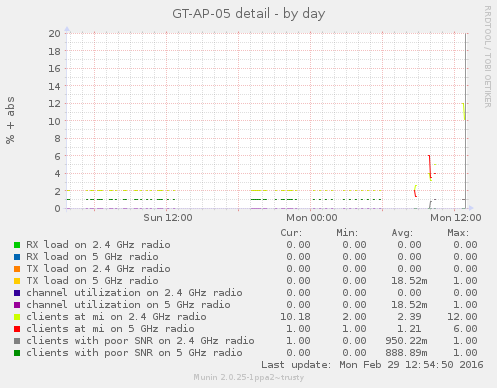 GT-AP-05 detail - by day
RRDTOOL / TOBI OETIKER
% + abs
20
18
16
14
12
10
8
6
4
2
0
Sun 12:00 Mon 00:00 Mon 12:00
Cur: Min: Avg: Max:
RX load on 2.4 GHz radio 0.00 0.00 0.00 0.00
RX load on 5 GHz radio 0.00 0.00 0.00 0.00
TX load on 2.4 GHz radio 0.00 0.00 0.00 0.00
TX load on 5 GHz radio 0.00 0.00 18.52m 1.00
channel utilization on 2.4 GHz radio 0.00 0.00 0.00 0.00
channel utilization on 5 GHz radio 0.00 0.00 18.52m 1.00
clients at mi on 2.4 GHz radio 10.18 2.00 2.39 12.00
clients at mi on 5 GHz radio 1.00 1.00 1.21 6.00
clients with poor SNR on 2.4 GHz radio 1.00 0.00 950.22m 1.00
clients with poor SNR on 5 GHz radio 1.00 0.00 888.89m 1.00
Last update: Mon Feb 29 12:54:50 2016
Munin 2.0.25-1ppa2~trusty